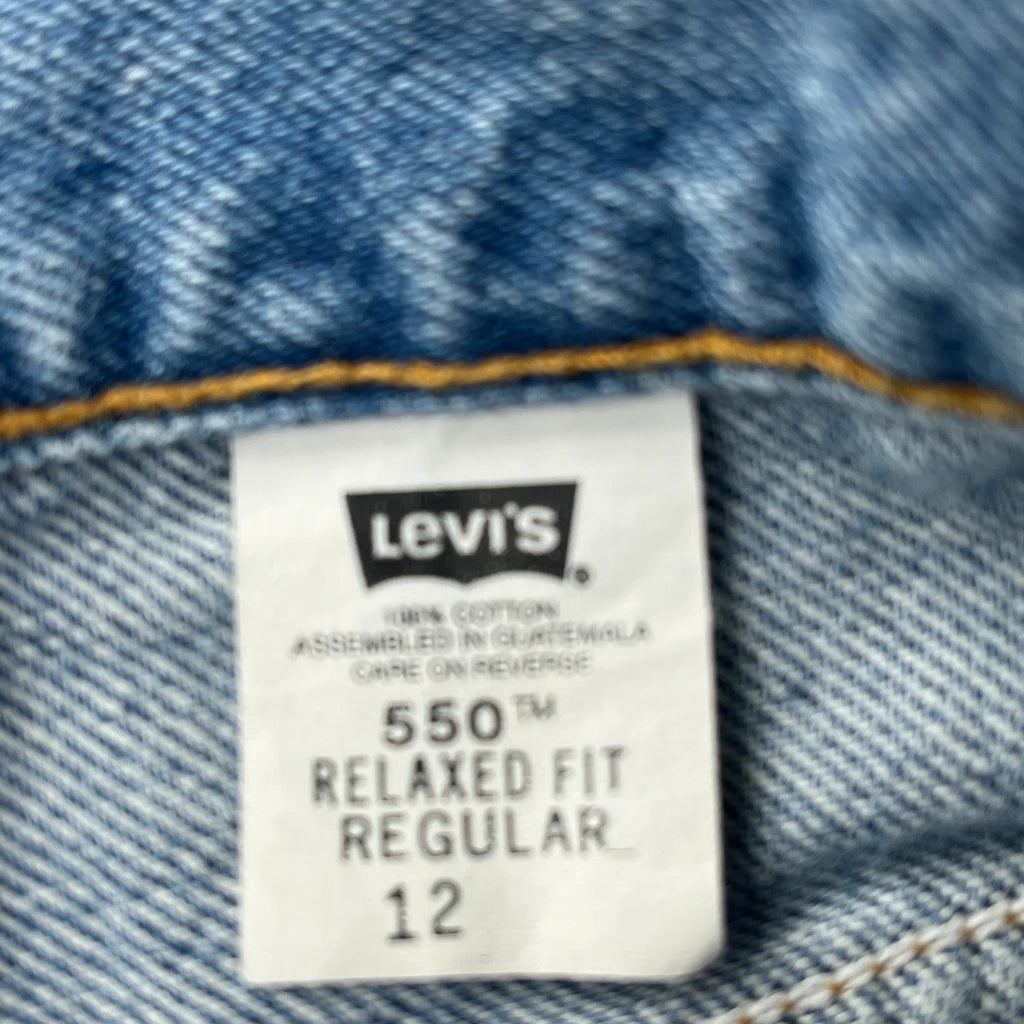 LEVI'S
100% COTTON
ASSEMBLED IN GUATEMALA
CARE ON REVERSE
550™
RELAXED FIT
REGULAR
12